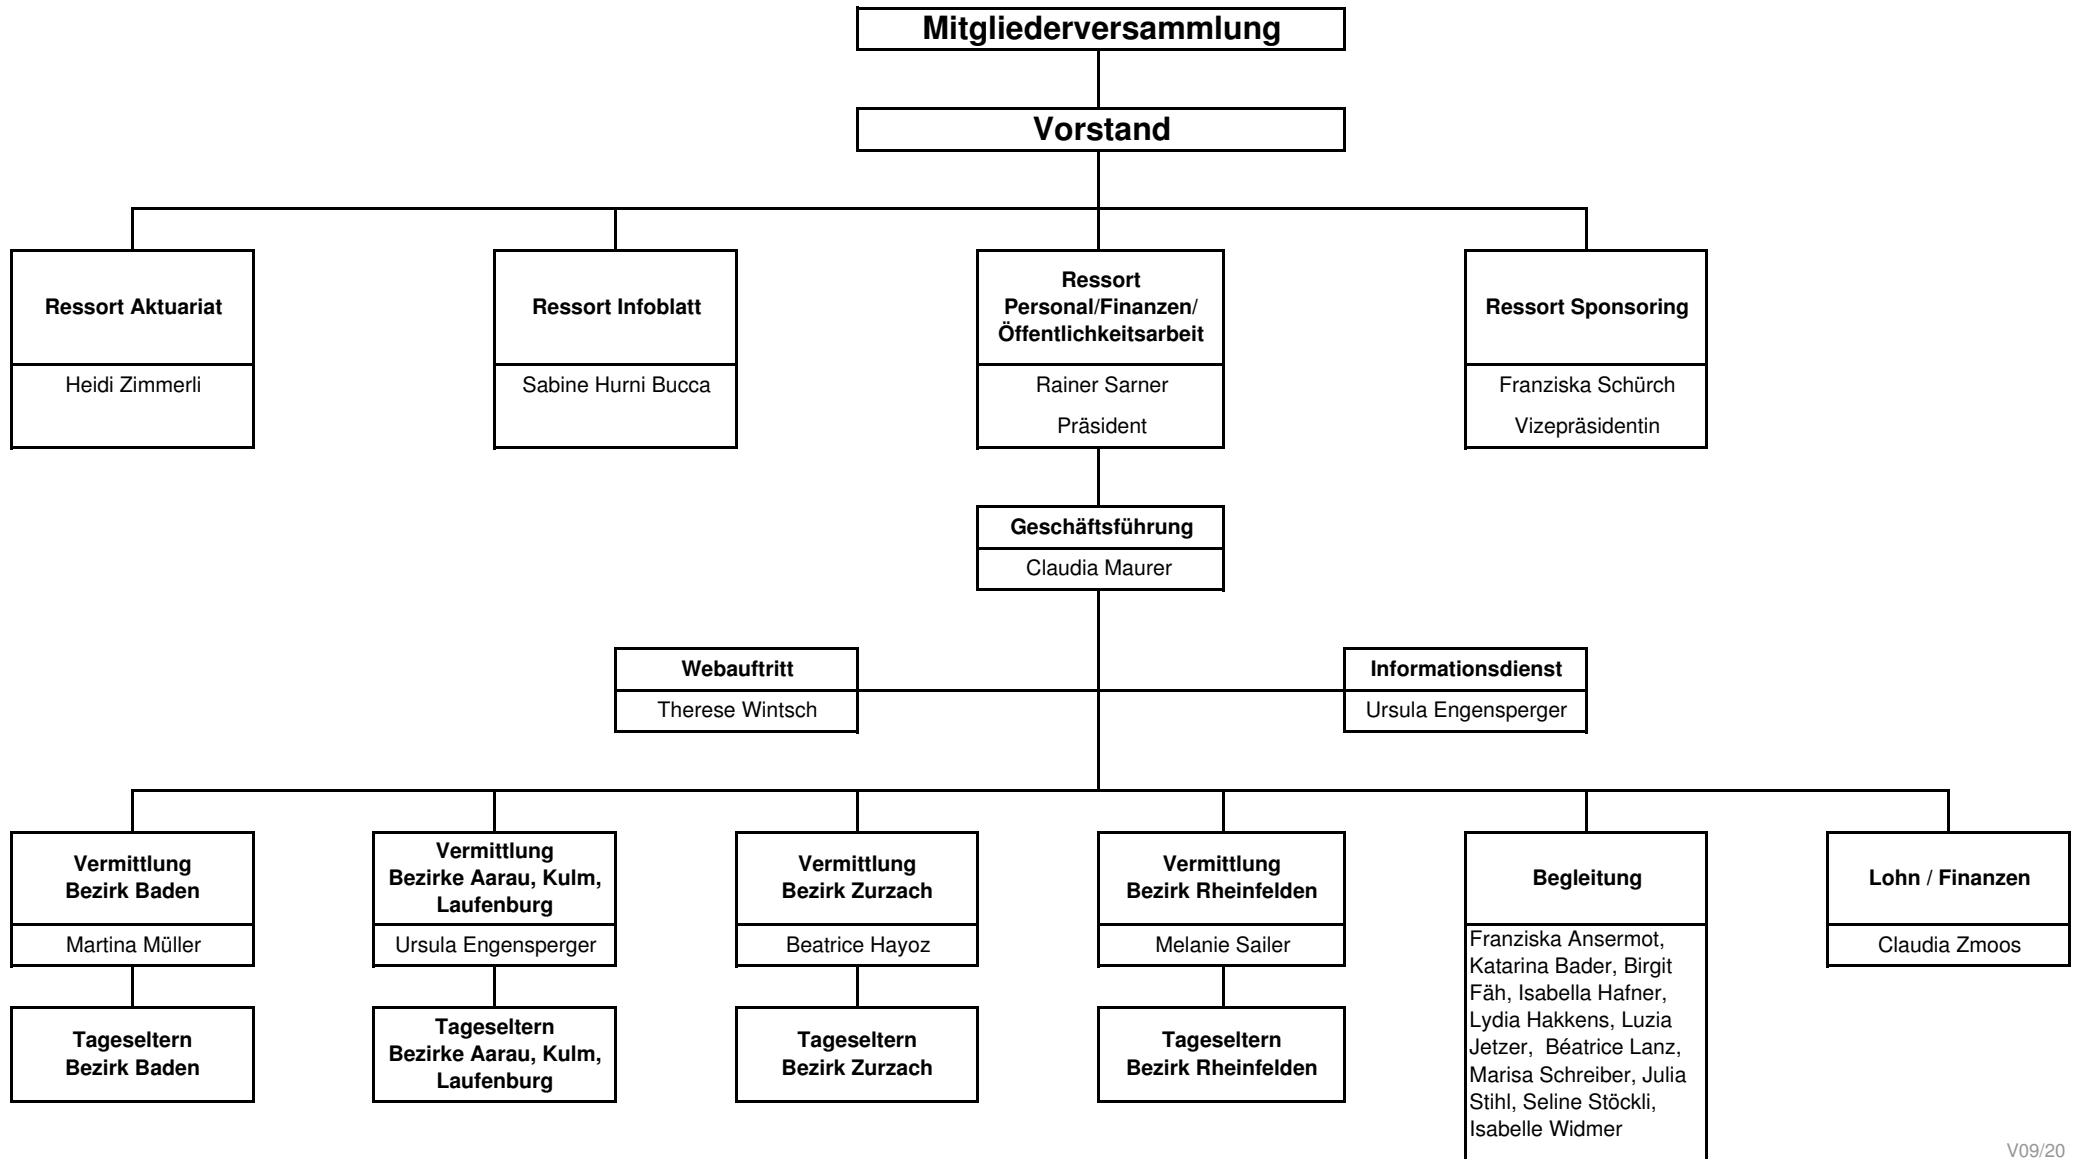 Mitgliederversammlung
Vorstand
Ressort Aktuariat
Heidi Zimmerli
Ressort Infoblatt
Sabine Hurni Bucca
Ressort
Personal/Finanzen/
Öffentlichkeitsarbeit
Rainer Sarner
Präsident
Ressort Sponsoring
Franziska Schürch
Vizepräsidentin
Geschäftsführung
Claudia Maurer
Webauftritt
Therese Wintsch
Informationsdienst
Ursula Engensperger
Vermittlung
Bezirk Baden
Martina Müller
Vermittlung
Bezirke Aarau, Kulm,
Laufenburg
Ursula Engensperger
Vermittlung
Bezirk Zurzach
Beatrice Hayoz
Vermittlung
Bezirk Rheinfelden
Melanie Sailer
Begleitung
Franziska Ansermot,
Katarina Bader, Birgit
Fäh, Isabella Hafner,
Lydia Hakkens, Luzia
Jetzer,  Béatrice Lanz,
Marisa Schreiber, Julia
Stihl, Seline Stöckli,
Isabelle Widmer
Lohn / Finanzen
Claudia Zmoos
Tageseltern
Bezirk Baden
Tageseltern
Bezirke Aarau, Kulm,
Laufenburg
Tageseltern
Bezirk Zurzach
Tageseltern
Bezirk Rheinfelden
V09/20